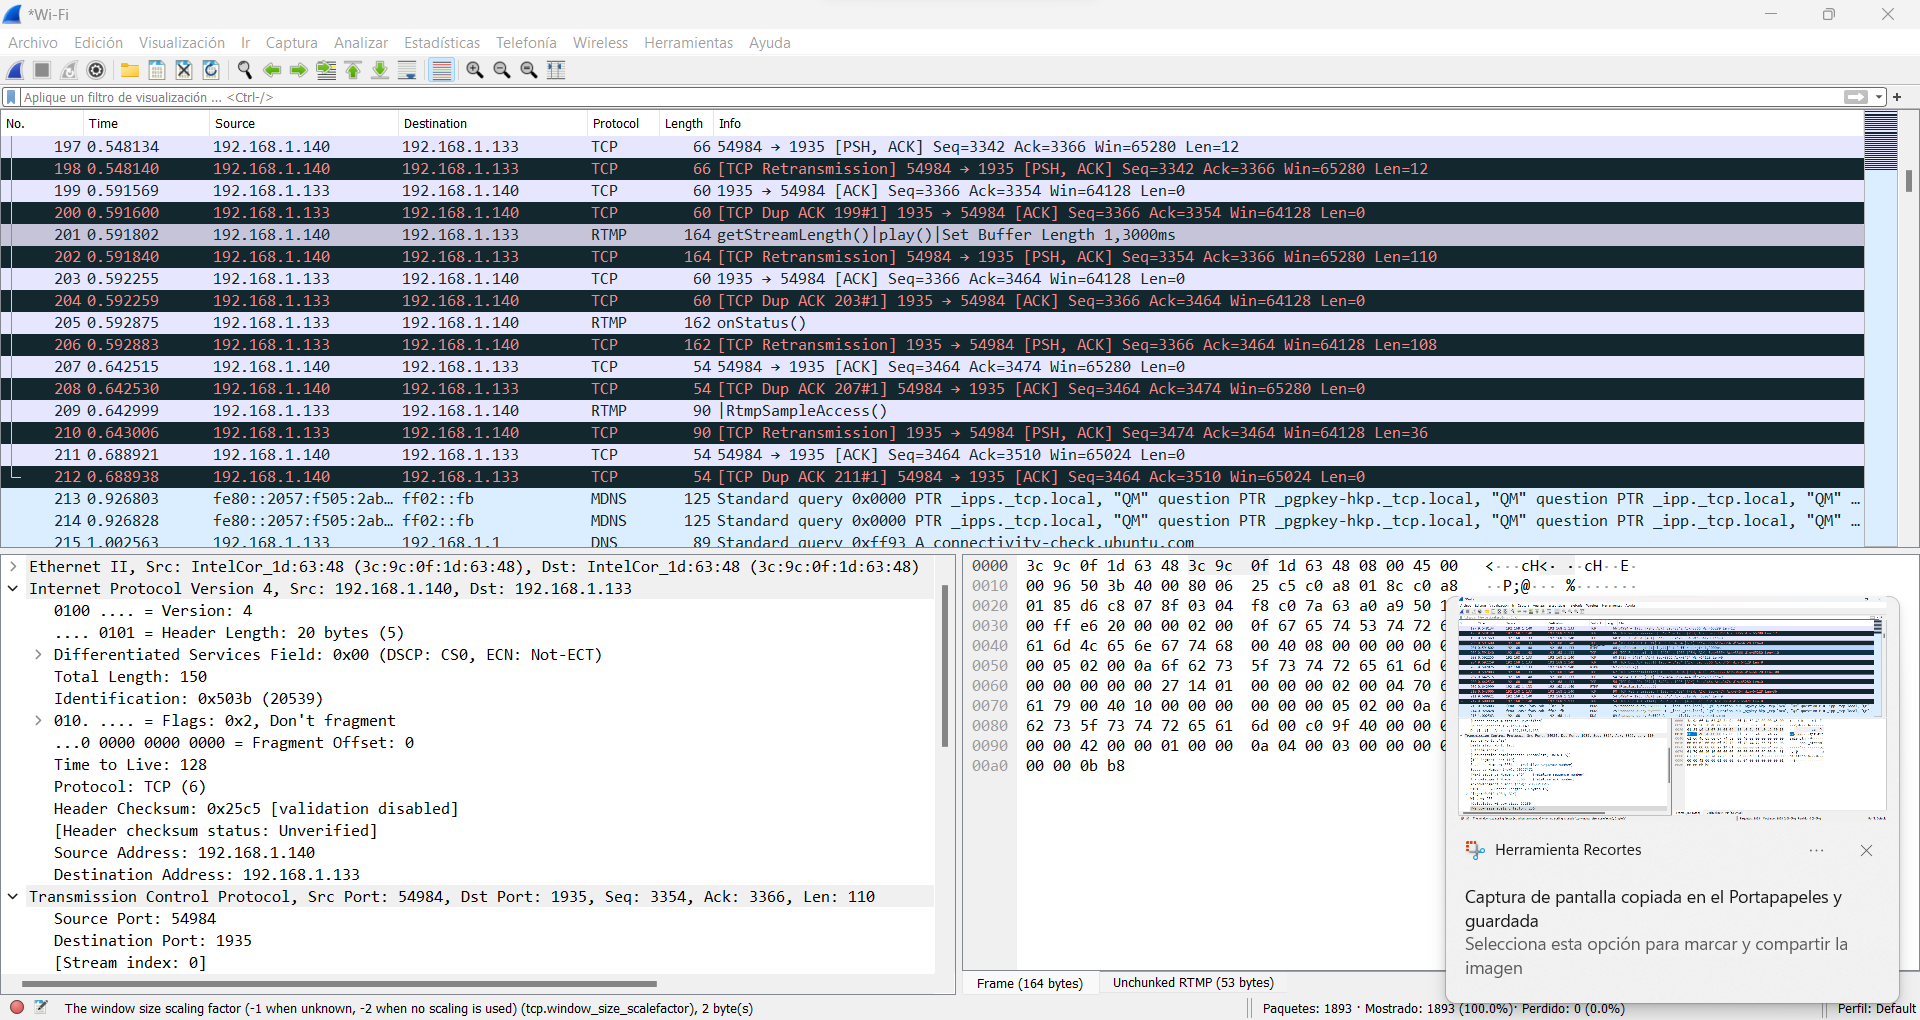 *Wi-Fi
Archivo Edición Visualización Ir Captura Analizar Estadísticas Telefonía Wireless Herramientas Ayuda
Aplique un filtro de visualización ... <Ctrl-/>
No. Time Source Destination Protocol Length Info
197 0.548134 192.168.1.140 192.168.1.133 TCP 66 54984 → 1935 [PSH, ACK] Seq=3342 Ack=3366 Win=65280 Len=12
198 0.548140 192.168.1.140 192.168.1.133 TCP 66 [TCP Retransmission] 54984 → 1935 [PSH, ACK] Seq=3342 Ack=3366 Win=65280 Len=12
199 0.591569 192.168.1.133 192.168.1.140 TCP 60 1935 → 54984 [ACK] Seq=3366 Ack=3354 Win=64128 Len=0
200 0.591600 192.168.1.133 192.168.1.140 TCP 60 [TCP Dup ACK 199#1] 1935 → 54984 [ACK] Seq=3366 Ack=3354 Win=64128 Len=0
201 0.591802 192.168.1.140 192.168.1.133 RTMP 164 getStreamLength()|play()|Set Buffer Length 1,3000ms
202 0.591840 192.168.1.140 192.168.1.133 TCP 164 [TCP Retransmission] 54984 → 1935 [PSH, ACK] Seq=3354 Ack=3366 Win=65280 Len=110
203 0.592255 192.168.1.133 192.168.1.140 TCP 60 1935 → 54984 [ACK] Seq=3366 Ack=3464 Win=64128 Len=0
204 0.592259 192.168.1.133 192.168.1.140 TCP 60 [TCP Dup ACK 203#1] 1935 → 54984 [ACK] Seq=3366 Ack=3464 Win=64128 Len=0
205 0.592875 192.168.1.133 192.168.1.140 RTMP 162 onStatus()
206 0.592883 192.168.1.133 192.168.1.140 TCP 162 [TCP Retransmission] 1935 → 54984 [PSH, ACK] Seq=3366 Ack=3464 Win=64128 Len=108
207 0.642515 192.168.1.140 192.168.1.133 TCP 54 54984 → 1935 [ACK] Seq=3464 Ack=3474 Win=65280 Len=0
208 0.642530 192.168.1.140 192.168.1.133 TCP 54 [TCP Dup ACK 207#1] 54984 → 1935 [ACK] Seq=3464 Ack=3474 Win=65280 Len=0
209 0.642999 192.168.1.133 192.168.1.140 RTMP 90 |RtmpSampleAccess()
210 0.643006 192.168.1.133 192.168.1.140 TCP 90 [TCP Retransmission] 1935 → 54984 [PSH, ACK] Seq=3474 Ack=3464 Win=64128 Len=36
211 0.688921 192.168.1.140 192.168.1.133 TCP 54 54984 → 1935 [ACK] Seq=3464 Ack=3510 Win=65024 Len=0
212 0.688938 192.168.1.140 192.168.1.133 TCP 54 [TCP Dup ACK 211#1] 54984 → 1935 [ACK] Seq=3464 Ack=3510 Win=65024 Len=0
213 0.926803 fe80::2057:f505:2ab… ff02::fb MDNS 125 Standard query 0x0000 PTR _ipps._tcp.local, "QM" question PTR _pgpkey-hkp._tcp.local, "QM" question PTR _ipp._tcp.local, "QM" …
214 0.926828 fe80::2057:f505:2ab… ff02::fb MDNS 125 Standard query 0x0000 PTR _ipps._tcp.local, "QM" question PTR _pgpkey-hkp._tcp.local, "QM" question PTR _ipp._tcp.local, "QM" …
215 1.002563 192.168.1.133 192.168.1.1 DNS 89 Standard query 0xff93 A connectivity-check.ubuntu.com
Ethernet II, Src: IntelCor_1d:63:48 (3c:9c:0f:1d:63:48), Dst: IntelCor_1d:63:48 (3c:9c:0f:1d:63:48)
Internet Protocol Version 4, Src: 192.168.1.140, Dst: 192.168.1.133
0100 .... = Version: 4
.... 0101 = Header Length: 20 bytes (5)
Differentiated Services Field: 0x00 (DSCP: CS0, ECN: Not-ECT)
Total Length: 150
Identification: 0x503b (20539)
010. .... = Flags: 0x2, Don't fragment
...0 0000 0000 0000 = Fragment Offset: 0
Time to Live: 128
Protocol: TCP (6)
Header Checksum: 0x25c5 [validation disabled]
[Header checksum status: Unverified]
Source Address: 192.168.1.140
Destination Address: 192.168.1.133
Transmission Control Protocol, Src Port: 54984, Dst Port: 1935, Seq: 3354, Ack: 3366, Len: 110
Source Port: 54984
Destination Port: 1935
[Stream index: 0]
0000 3c 9c 0f 1d 63 48 3c 9c 0f 1d 63 48 08 00 45 00 <···cH<· ··cH··E·
0010 00 96 50 3b 40 00 80 06 25 c5 c0 a8 01 8c c0 a8 ··P;@··· %·······
0020 01 85 d6 c8 07 8f 03 04 f8 c0 7a 63 a0 a9 50 1
0030 00 ff e6 20 00 00 02 00 0f 67 65 74 53 74 72 6
0040 61 6d 4c 65 6e 67 74 68 00 40 08 00 00 00 00 0
0050 00 05 02 00 0a 6f 62 73 5f 73 74 72 65 61 6d 0
0060 00 00 00 00 00 27 14 01 00 00 00 02 00 04 70 6
0070 61 79 00 40 10 00 00 00 00 00 00 05 02 00 0a 6
0080 62 73 5f 73 74 72 65 61 6d 00 c0 9f 40 00 00 0
0090 00 00 42 00 00 01 00 00 0a 04 00 03 00 00 00 0
00a0 00 00 0b b8
Herramienta Recortes
Captura de pantalla copiada en el Portapapeles y
guardada
Selecciona esta opción para marcar y compartir la
imagen
Frame (164 bytes) Unchunked RTMP (53 bytes)
The window size scaling factor (-1 when unknown, -2 when no scaling is used) (tcp.window_size_scalefactor), 2 byte(s)
Paquetes: 1893 · Mostrado: 1893 (100.0%) · Perdido: 0 (0.0%)
Perfil: Default